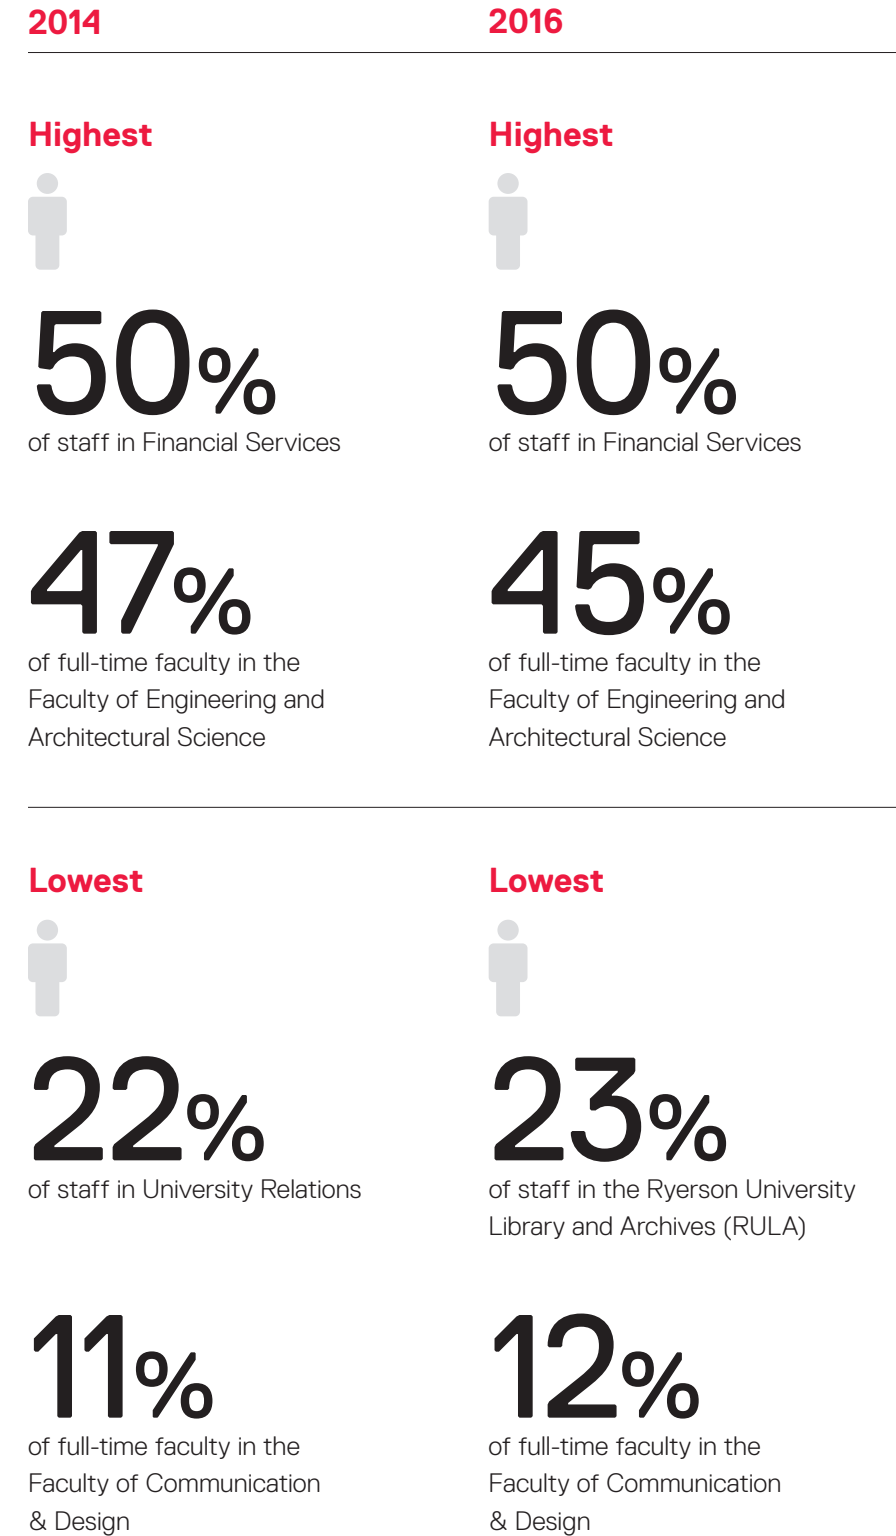 2014
2016
Highest
Highest
50%
of staff in Financial Services
50%
of staff in Financial Services
47%
of full-time faculty in the
Faculty of Engineering and
Architectural Science
45%
of full-time faculty in the
Faculty of Engineering and
Architectural Science
Lowest
Lowest
22%
of staff in University Relations
23%
of staff in the Ryerson University
Library and Archives (RULA)
11%
of full-time faculty in the
Faculty of Communication
& Design
12%
of full-time faculty in the
Faculty of Communication
& Design